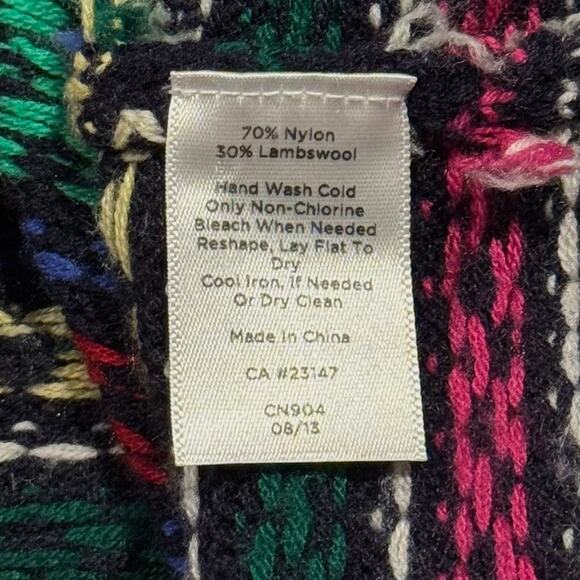 70% Nylon
30% Lambswool
Hand Wash Cold
Only Non-Chlorine
Bleach When Needed
Reshape, Lay Flat To
Dry
Cool Iron, If Needed
Or Dry Clean
Made In China
CA #23147
CN904
08/13